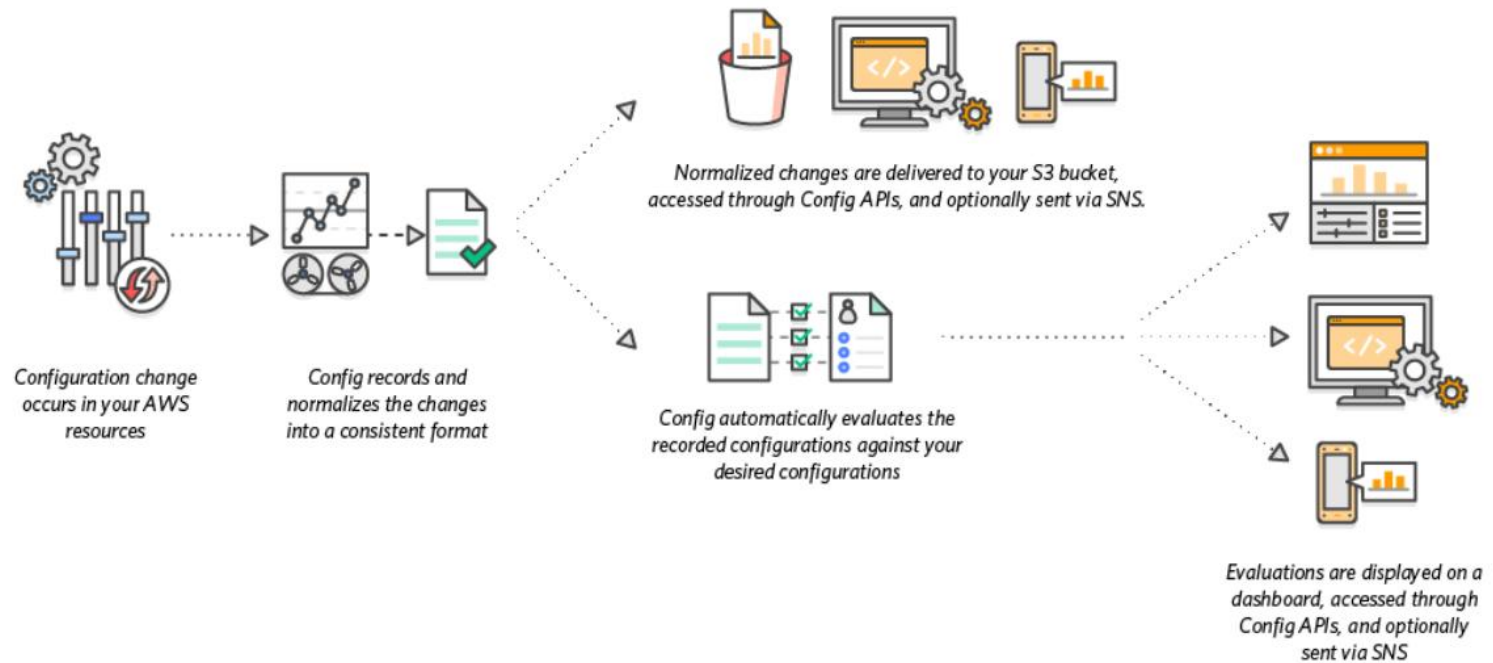 Normalized changes are delivered to your S3 bucket,
accessed through Config APIs, and optionally sent via SNS.
Configuration change
occurs in your AWS
resources
Config records and
normalizes the changes
into a consistent format
Config automatically evaluates the
recorded configurations against your
desired configurations
Evaluations are displayed on a
dashboard, accessed through
Config APIs, and optionally
sent via SNS